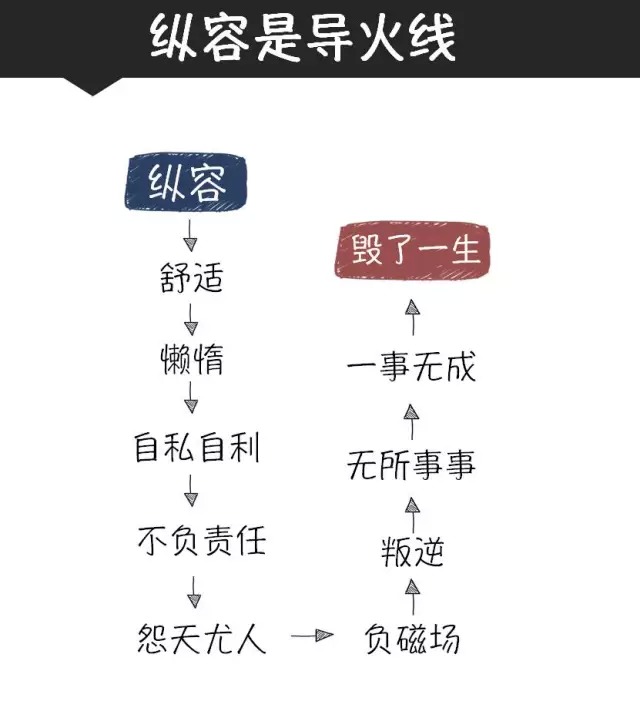 纵容是导火线
纵容
舒适
懒惰
自私自利
不负责任
怨天尤人
负磁场
叛逆
无所事事
一事无成
毁了一生